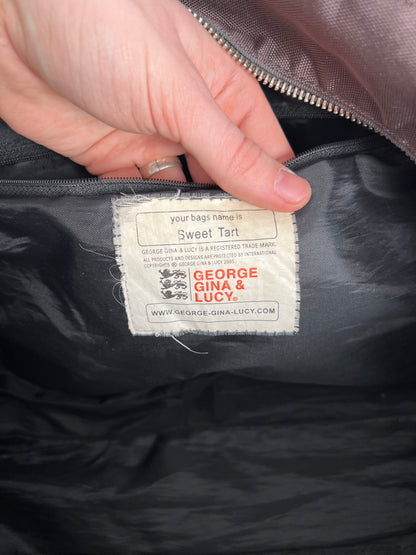 your bags name is
Sweet Tart
GEORGE GINA & LUCY IS A REGISTERED TRADE MARK.
ALL PRODUCTS AND DESIGNS ARE PROTECTED BY INTERNATIONAL
COPYRIGHTS © GEORGE GINA & LUCY 2005
GEORGE
GINA &
LUCY®
WWW.GEORGE-GINA-LUCY.COM